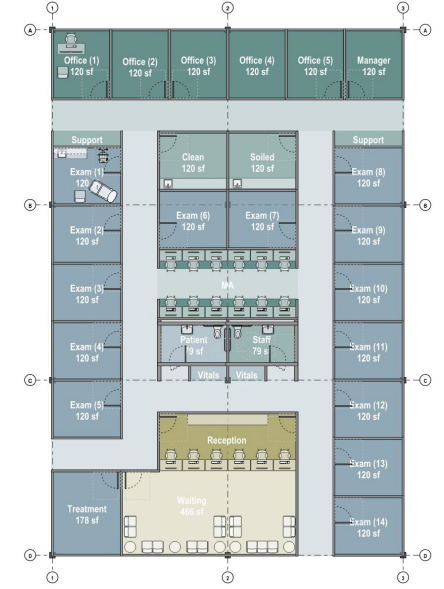 1 2 3
A A
Office (1) Office (2) Office (3) Office (4) Office (5) Manager
120 sf 120 sf 120 sf 120 sf 120 sf 120 sf
Support Support
Clean Soiled
120 sf 120 sf
Exam (1) Exam (8)
120 120 sf
B B
Exam (6) Exam (7)
120 sf 120 sf
Exam (2) Exam (9)
120 sf 120 sf
MA
Exam (3) Exam (10)
120 sf 120 sf
Patient Staff
79 sf 79 sf
Exam (4) Exam (11)
120 sf 120 sf
Vitals Vitals
C C
Exam (5) Exam (12)
120 sf 120 sf
Reception
Exam (13)
120 sf
Waiting
466 sf
Treatment
178 sf
Exam (14)
120 sf
D D
1 2 3